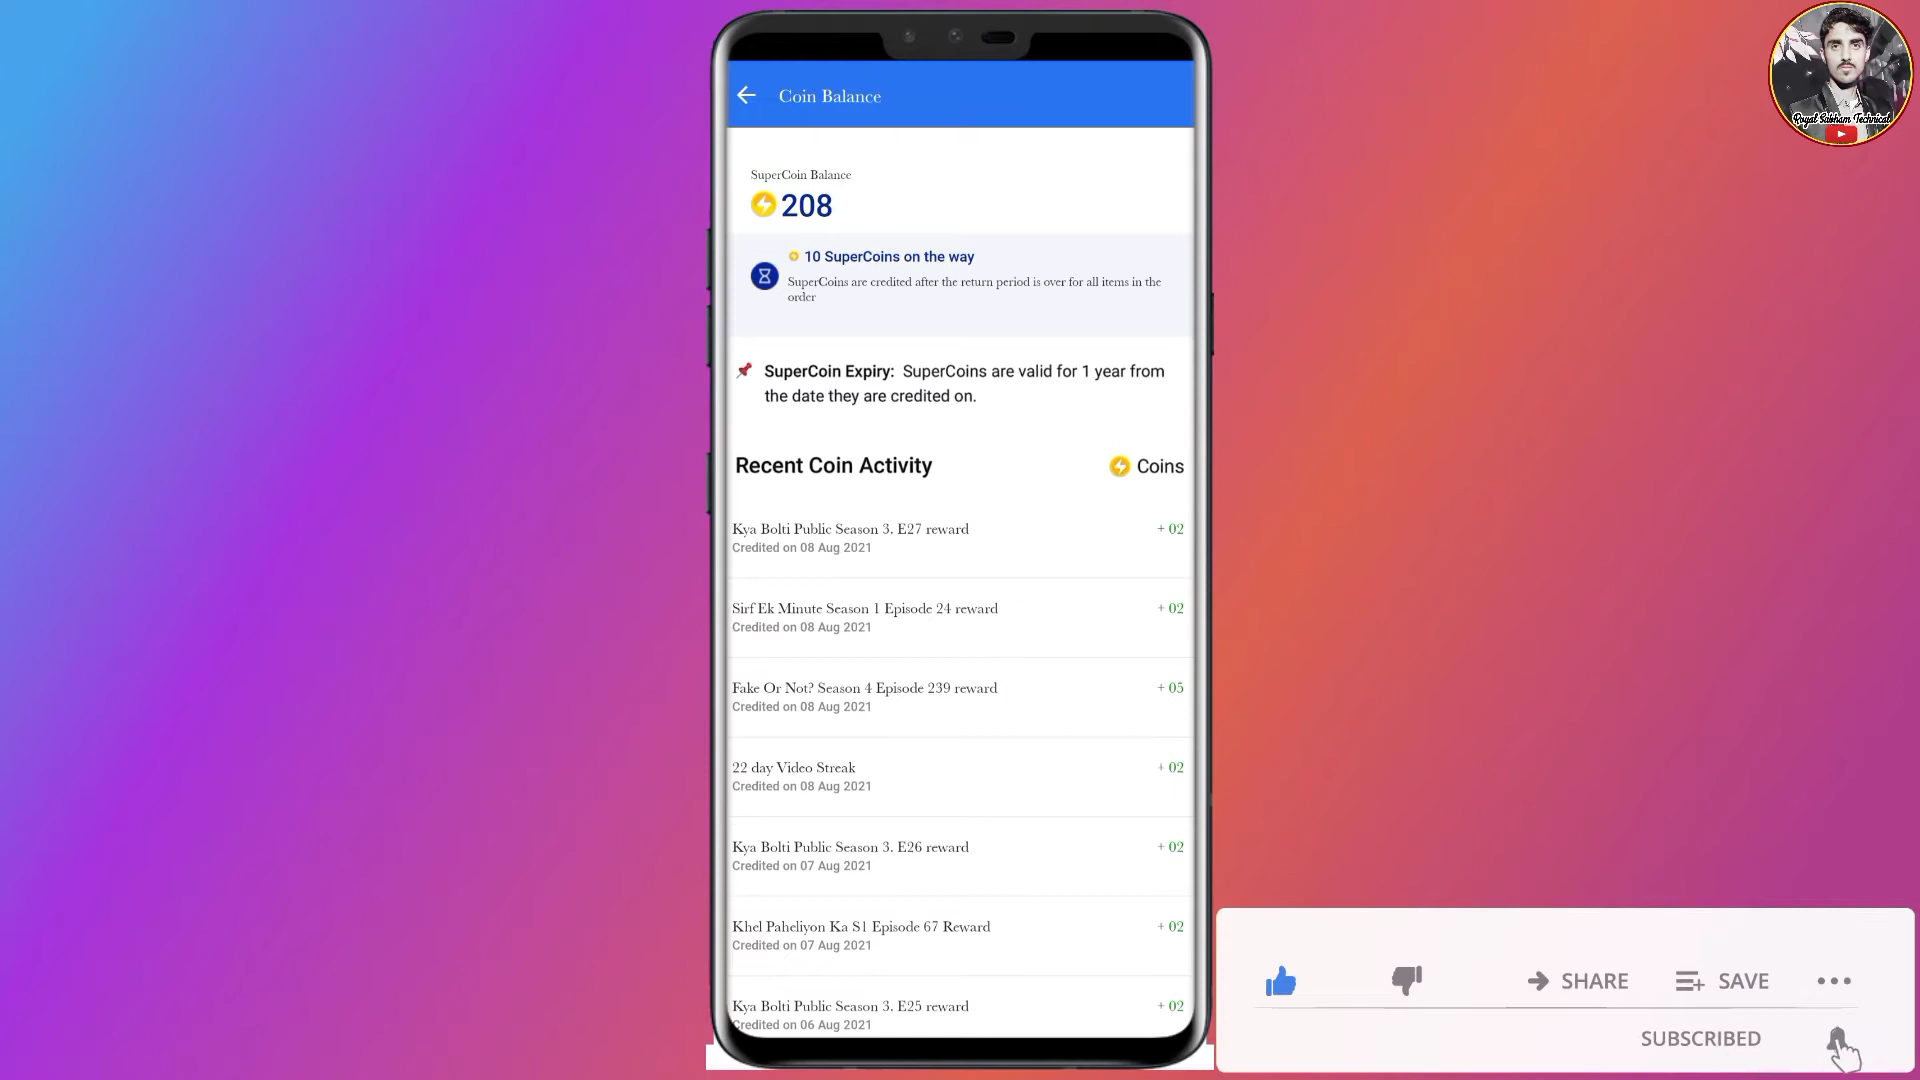 Coin Balance
SuperCoin Balance
208
10 SuperCoins on the way
SuperCoins are credited after the return period is over for all items in the
order
SuperCoin Expiry: SuperCoins are valid for 1 year from
the date they are credited on.
Recent Coin Activity Coins
Kya Bolti Public Season 3. E27 reward + 02
Credited on 08 Aug 2021
Sirf Ek Minute Season 1 Episode 24 reward + 02
Credited on 08 Aug 2021
Fake Or Not? Season 4 Episode 239 reward + 05
Credited on 08 Aug 2021
22 day Video Streak + 02
Credited on 08 Aug 2021
Kya Bolti Public Season 3. E26 reward + 02
Credited on 07 Aug 2021
Khel Paheliyon Ka S1 Episode 67 Reward + 02
Credited on 07 Aug 2021
Kya Bolti Public Season 3. E25 reward + 02
Credited on 06 Aug 2021
Royal Saksham Technical
SHARE SAVE
SUBSCRIBED